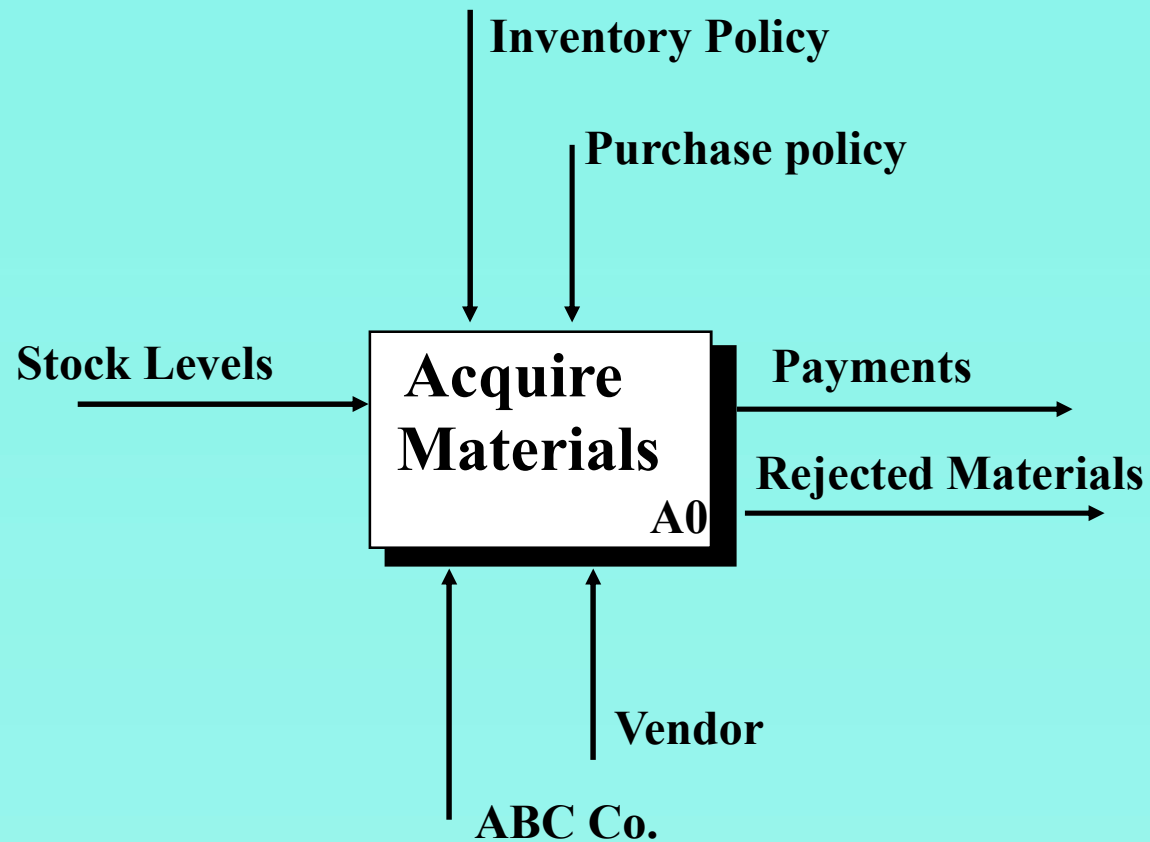 Inventory Policy
Purchase policy
Stock Levels
Acquire
Materials
A0
Payments
Rejected Materials
Vendor
ABC Co.